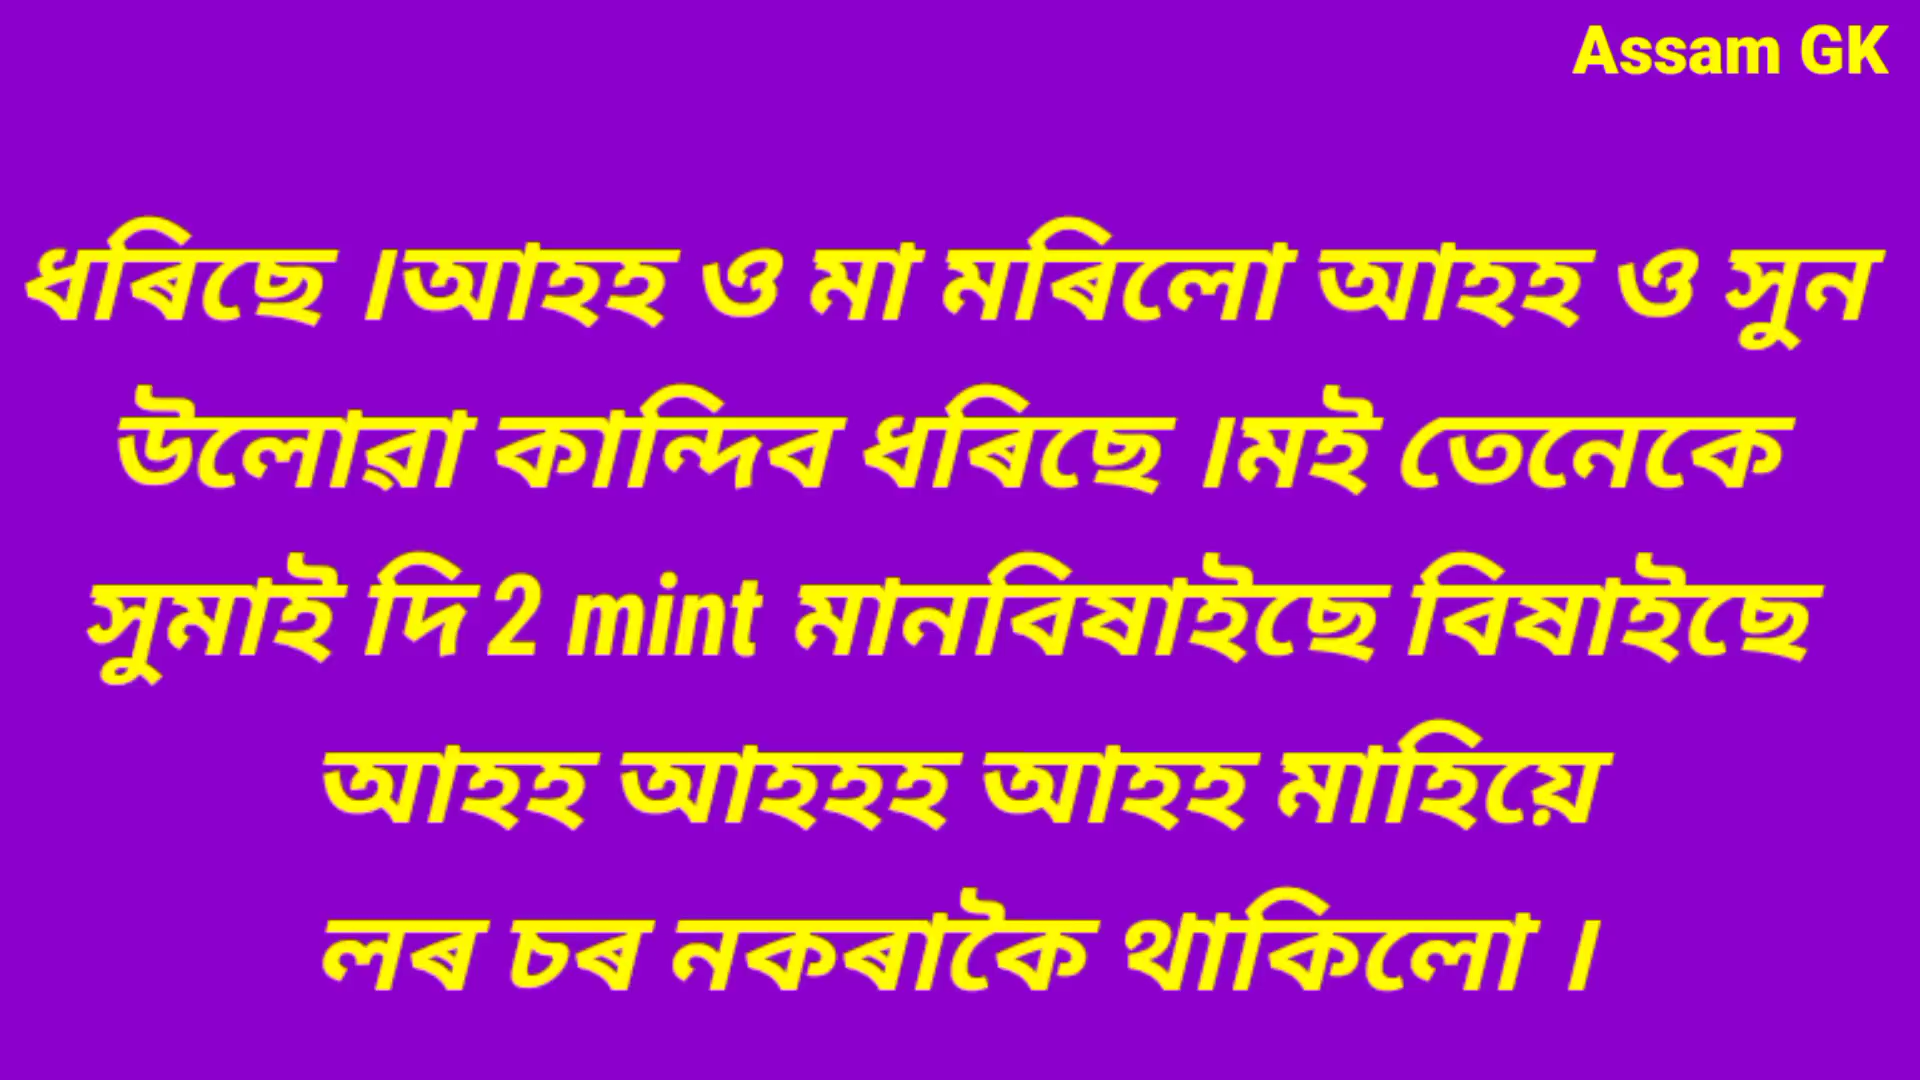 Assam GK
ধৰিছে ।আহহ ও মা মৰিলো আহহ ও সুন
উলোৱা কান্দিব ধৰিছে ।মই তেনেকে
সুমাই দি 2 mint মানবিষাইছে বিষাইছে
আহহ আহহহ আহহ মাহিয়ে
লৰ চৰ নকৰাকৈ থাকিলো ।